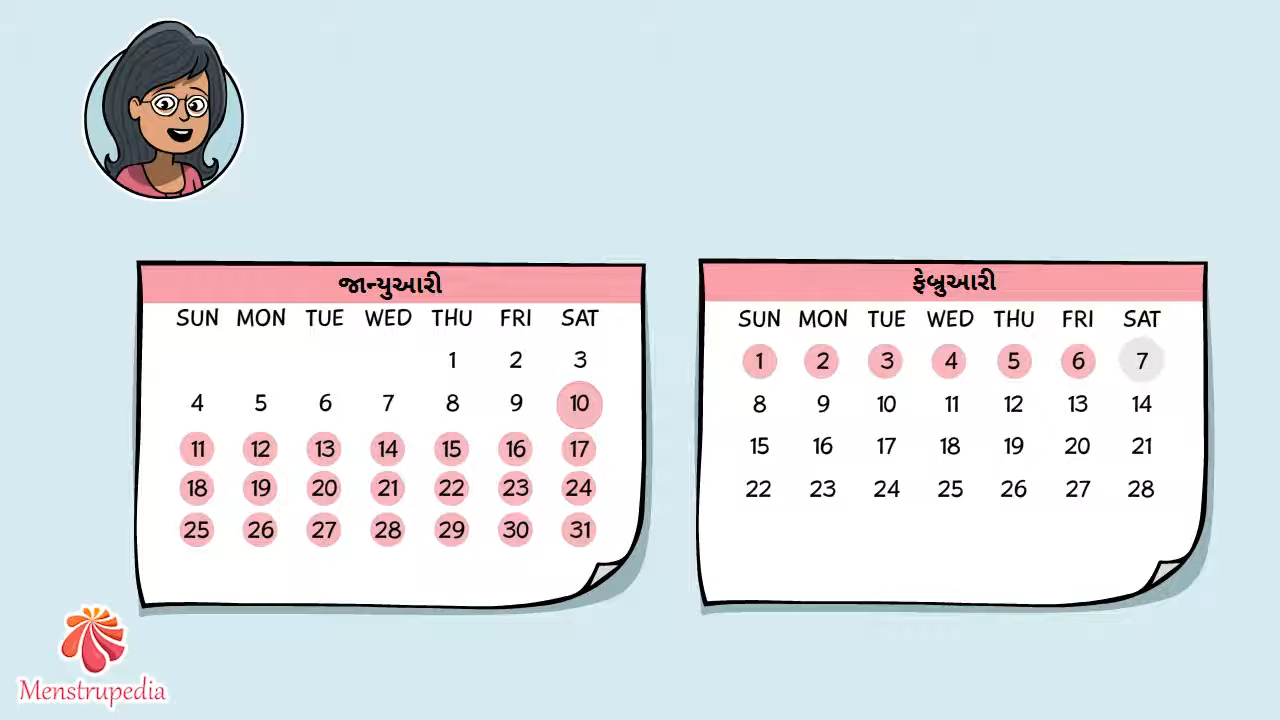 જાન્યુઆરી
SUN MON TUE WED THU FRI SAT
1 2 3
4 5 6 7 8 9 10
11 12 13 14 15 16 17
18 19 20 21 22 23 24
25 26 27 28 29 30 31
ફેબ્રુઆરી
SUN MON TUE WED THU FRI SAT
1 2 3 4 5 6 7
8 9 10 11 12 13 14
15 16 17 18 19 20 21
22 23 24 25 26 27 28
Menstrupedia